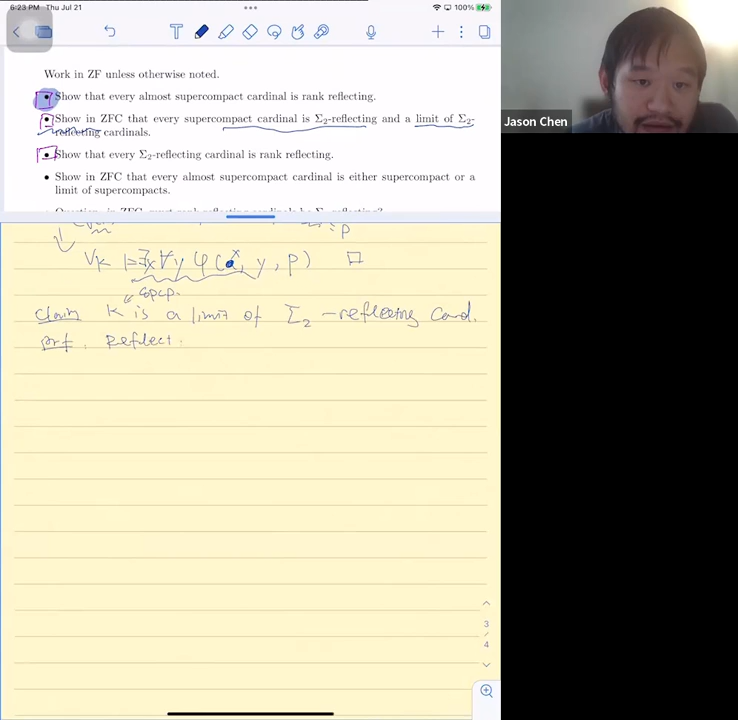 6:23 PM Thu Jul 21
100%
Work in ZF unless otherwise noted.
• Show that every almost supercompact cardinal is rank reflecting.
• Show in ZFC that every supercompact cardinal is Σ₂-reflecting and a limit of Σ₂-
reflecting cardinals.
• Show that every Σ₂-reflecting cardinal is rank reflecting.
• Show in ZFC that every almost supercompact cardinal is either supercompact or a
limit of supercompacts.
p
V_κ ⊨ ∃x ∀y φ(x, y, p) □
spcp.
Claim κ is a limit of Σ₂-reflecting card.
prf. Reflect
3
/
4
Jason Chen